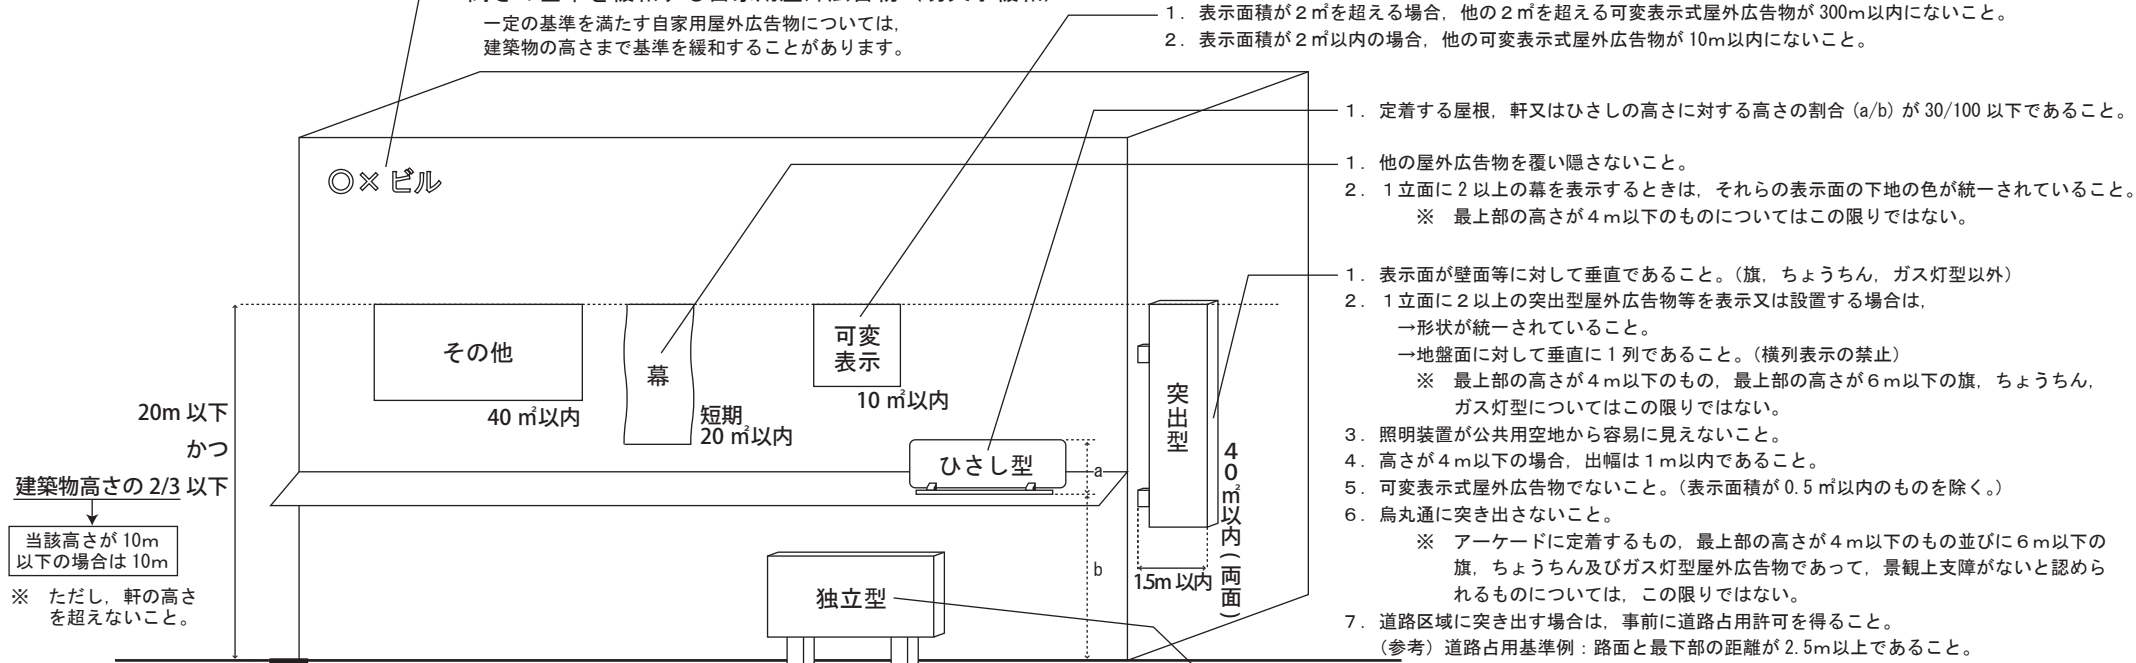 一定の基準を満たす自家用屋外広告物については，
建築物の高さまで基準を緩和することがあります。
1．表示面積が２㎡を超える場合，他の２㎡を超える可変表示式屋外広告物が 300ｍ以内にないこと。
2．表示面積が２㎡以内の場合，他の可変表示式屋外広告物が 10ｍ以内にないこと。
1．定着する屋根，軒又はひさしの高さに対する高さの割合 (a/b) が 30/100 以下であること。
1．他の屋外広告物を覆い隠さないこと。
2．１立面に 2 以上の幕を表示するときは，それらの表示面の下地の色が統一されていること。
※　最上部の高さが４ｍ以下のものについてはこの限りではない。
1．表示面が壁面等に対して垂直であること。（旗，ちょうちん，ガス灯型以外）
2．１立面に２以上の突出型屋外広告物等を表示又は設置する場合は，
→形状が統一されていること。
→地盤面に対して垂直に１列であること。（横列表示の禁止）
※　最上部の高さが４ｍ以下のもの，最上部の高さが６ｍ以下の旗，ちょうちん，
ガス灯型についてはこの限りではない。
3．照明装置が公共用空地から容易に見えないこと。
4．高さが４ｍ以下の場合，出幅は１ｍ以内であること。
5．可変表示式屋外広告物でないこと。（表示面積が 0.5 ㎡以内のものを除く。）
6．烏丸通に突き出さないこと。
※　アーケードに定着するもの，最上部の高さが４ｍ以下のもの並びに６ｍ以下の
旗，ちょうちん及びガス灯型屋外広告物であって，景観上支障がないと認めら
れるものについては，この限りではない。
7．道路区域に突き出す場合は，事前に道路占用許可を得ること。
（参考）道路占用基準例：路面と最下部の距離が 2.5ｍ以上であること。
◎×ビル
その他
40 ㎡以内
幕
短期
20 ㎡以内
可変
表示
10 ㎡以内
ひさし型
a
b
突出型
40㎡以内(両面)
1.5m 以内
独立型
20m 以下
かつ
建築物高さの 2/3 以下
当該高さが 10ｍ
以下の場合は 10ｍ
※　ただし，軒の高さ
を超えないこと。